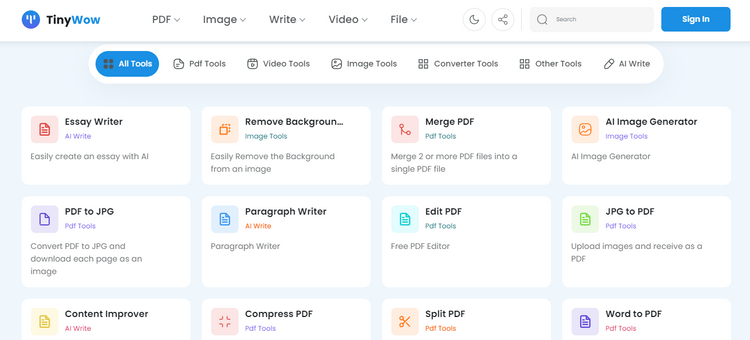 TinyWow
PDF Image Write Video File
Search
Sign In
All Tools Pdf Tools Video Tools Image Tools Converter Tools Other Tools AI Write
Essay Writer
AI Write
Easily create an essay with AI
Remove Backgroun...
Image Tools
Easily Remove the Background
from an image
Merge PDF
Pdf Tools
Merge 2 or more PDF files into a
single PDF file
AI Image Generator
Image Tools
AI Image Generator
PDF to JPG
Pdf Tools
Convert PDF to JPG and
download each page as an
image
Paragraph Writer
AI Write
Paragraph Writer
Edit PDF
Pdf Tools
Free PDF Editor
JPG to PDF
Pdf Tools
Upload images and receive as a
PDF
Content Improver
AI Write
Compress PDF
Pdf Tools
Split PDF
Pdf Tools
Word to PDF
Pdf Tools